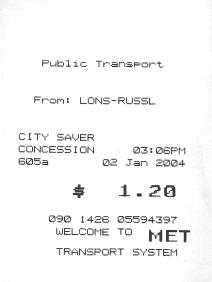 Public Transport
From: LONS-RUSSL
CITY SAVER
CONCESSION 03:06PM
605a 02 Jan 2004
$ 1.20
090 1426 05594397
WELCOME TO MET
TRANSPORT SYSTEM